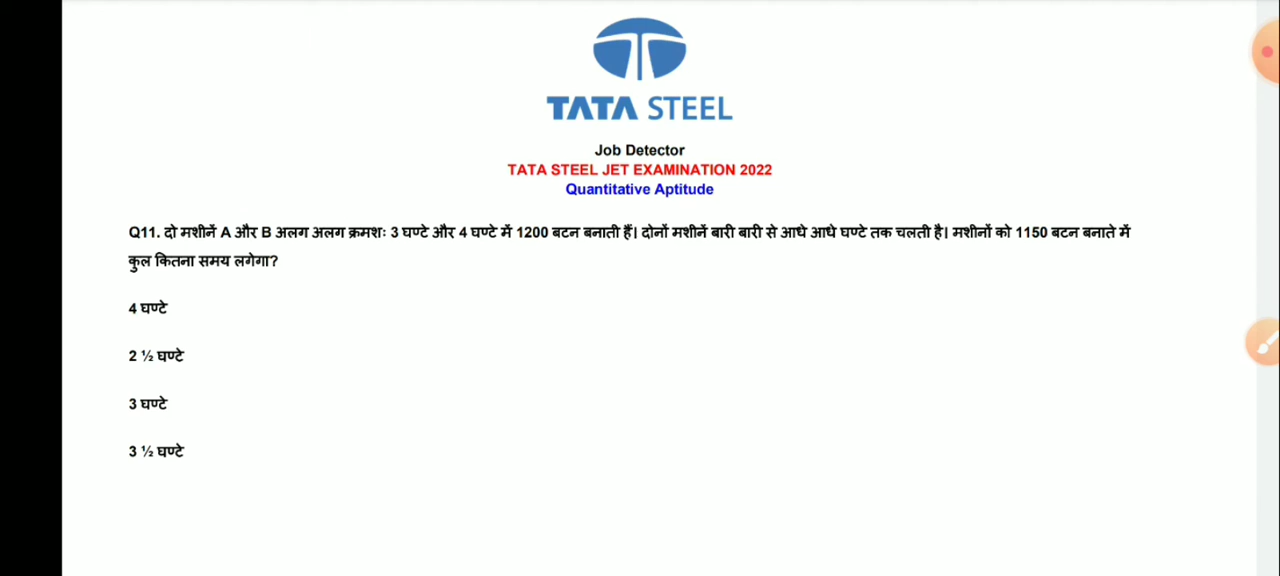 TATA STEEL
Job Detector
TATA STEEL JET EXAMINATION 2022
Quantitative Aptitude
Q11. दो मशीनें A और B अलग अलग क्रमशः 3 घण्टे और 4 घण्टे में 1200 बटन बनाती हैं। दोनों मशीनें बारी बारी से आधे आधे घण्टे तक चलती है। मशीनों को 1150 बटन बनाते में
कुल कितना समय लगेगा?
4 घण्टे
2 ½ घण्टे
3 घण्टे
3 ½ घण्टे